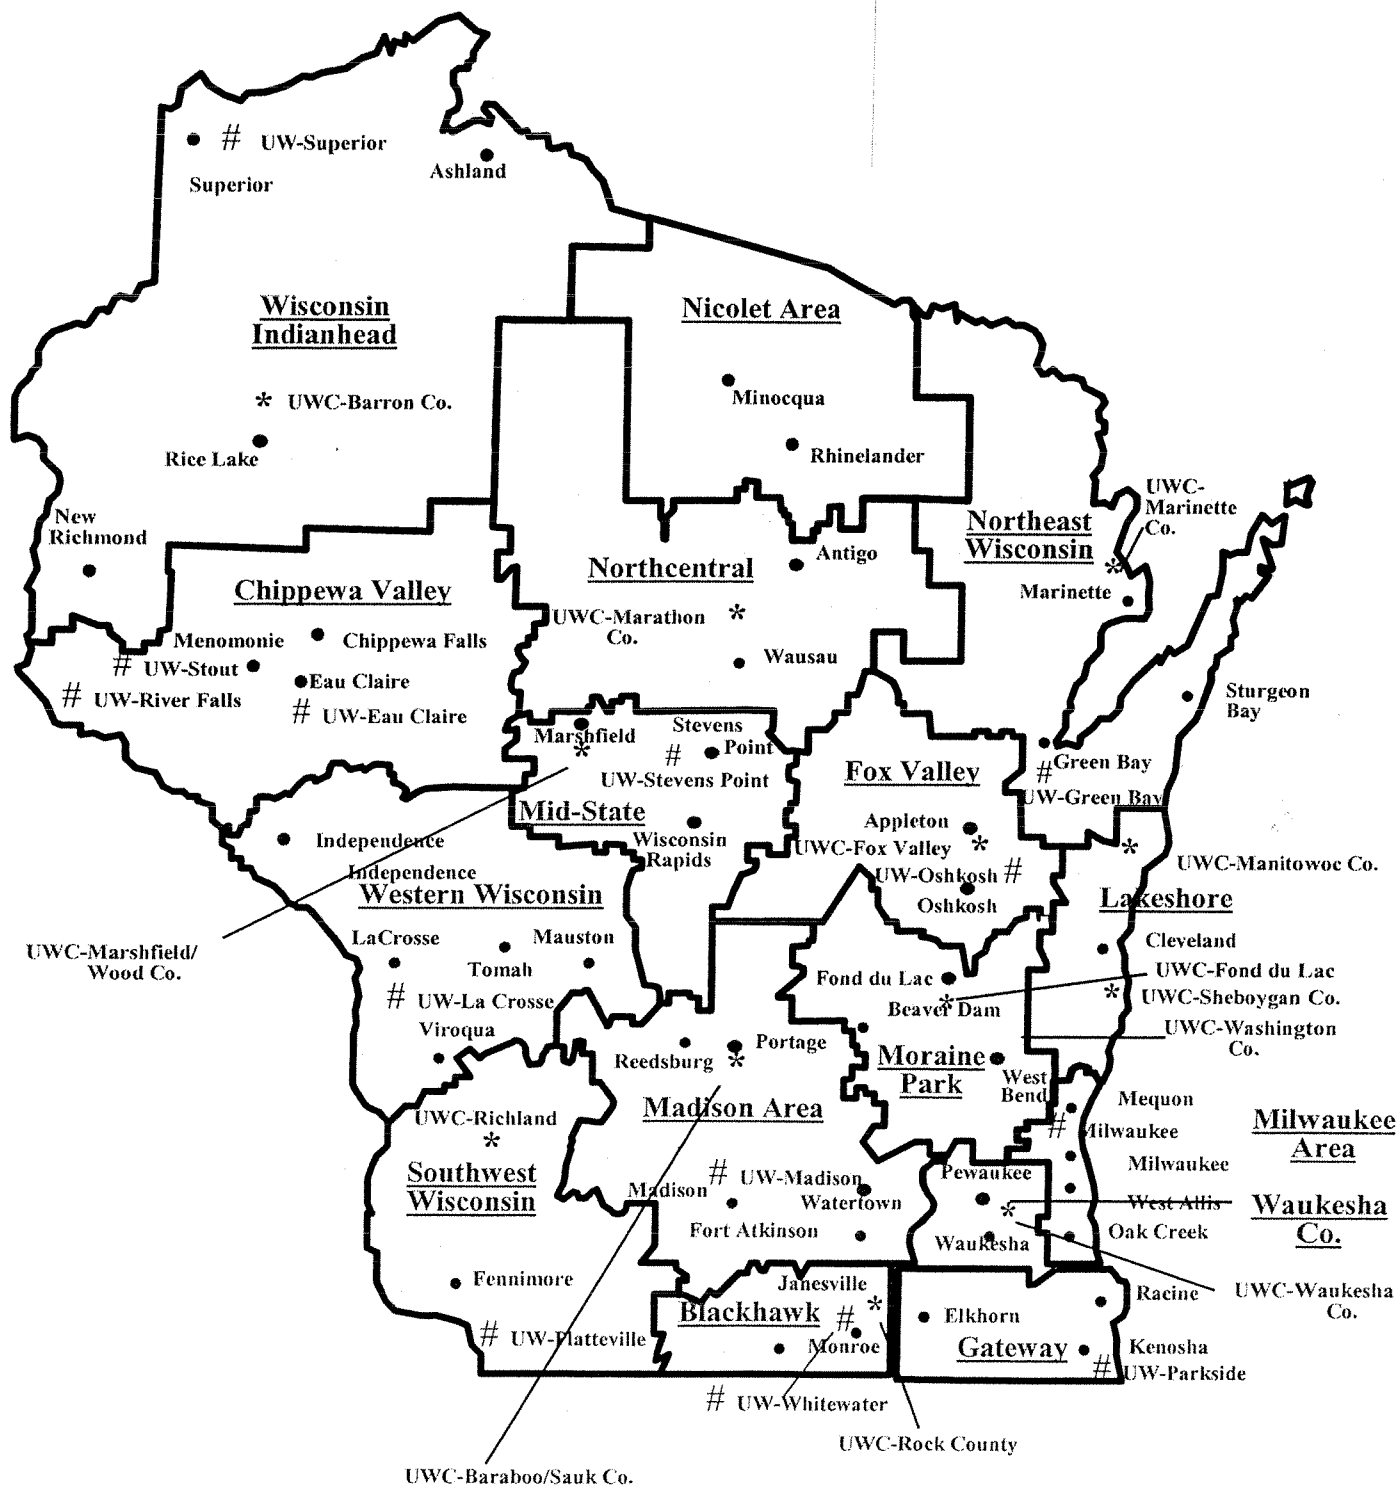 # UW-Superior
Superior
Ashland
Wisconsin
Indianhead
Nicolet Area
* UWC-Barron Co.
Minocqua
Rice Lake
Rhinelander
New
Richmond
UWC-
Marinette
Co.
*
Northeast
Wisconsin
Antigo
Northcentral
Marinette
Chippewa Valley
UWC-Marathon
Co.
*
Menomonie
Chippewa Falls
# UW-Stout
Wausau
# UW-River Falls
Eau Claire
# UW-Eau Claire
Sturgeon
Bay
Marshfield
*
Stevens
Point
#
UW-Stevens Point
Green Bay
#
UW-Green Bay
Fox Valley
Mid-State
Appleton
*
UWC-Fox Valley
Wisconsin
Rapids
Independence
Independence
*
UWC-Manitowoc Co.
UW-Oshkosh #
Oshkosh
Western Wisconsin
Lakeshore
LaCrosse
Mauston
Cleveland
UWC-Marshfield/
Wood Co.
Tomah
Fond du Lac
UWC-Fond du Lac
# UW-La Crosse
*
Beaver Dam
* UWC-Sheboygan Co.
Viroqua
UWC-Washington
Co.
Reedsburg
Portage
*
Moraine
Park
West
Bend
Mequon
UWC-Richland
*
Madison Area
# Milwaukee
Milwaukee
Area
Southwest
Wisconsin
# UW-Madison
Pewaukee
Milwaukee
Madison
Watertown
*
West Allis
Waukesha
Co.
Fort Atkinson
Waukesha
Oak Creek
Fennimore
Janesville
UWC-Waukesha
Co.
Racine
Blackhawk
#
*
Elkhorn
# UW-Platteville
Monroe
Gateway
Kenosha
# UW-Parkside
# UW-Whitewater
UWC-Rock County
UWC-Baraboo/Sauk Co.